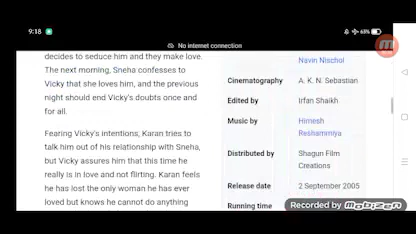 9:18
63%
No internet connection
decides to seduce him and they make love.
The next morning, Sneha confesses to
Vicky that she loves him, and the previous
night should end Vicky's doubts once and
for all.
Fearing Vicky's intentions, Karan tries to
talk him out of his relationship with Sneha,
but Vicky assures him that this time he
really is in love and not flirting. Karan feels
he has lost the only woman he has ever
loved but knows he cannot do anything
Navin Nischol
Cinematography A. K. N. Sebastian
Edited by Irfan Shaikh
Music by Himesh
Reshammiya
Distributed by Shagun Film
Creations
Release date 2 September 2005
Running time
Recorded by mobizen